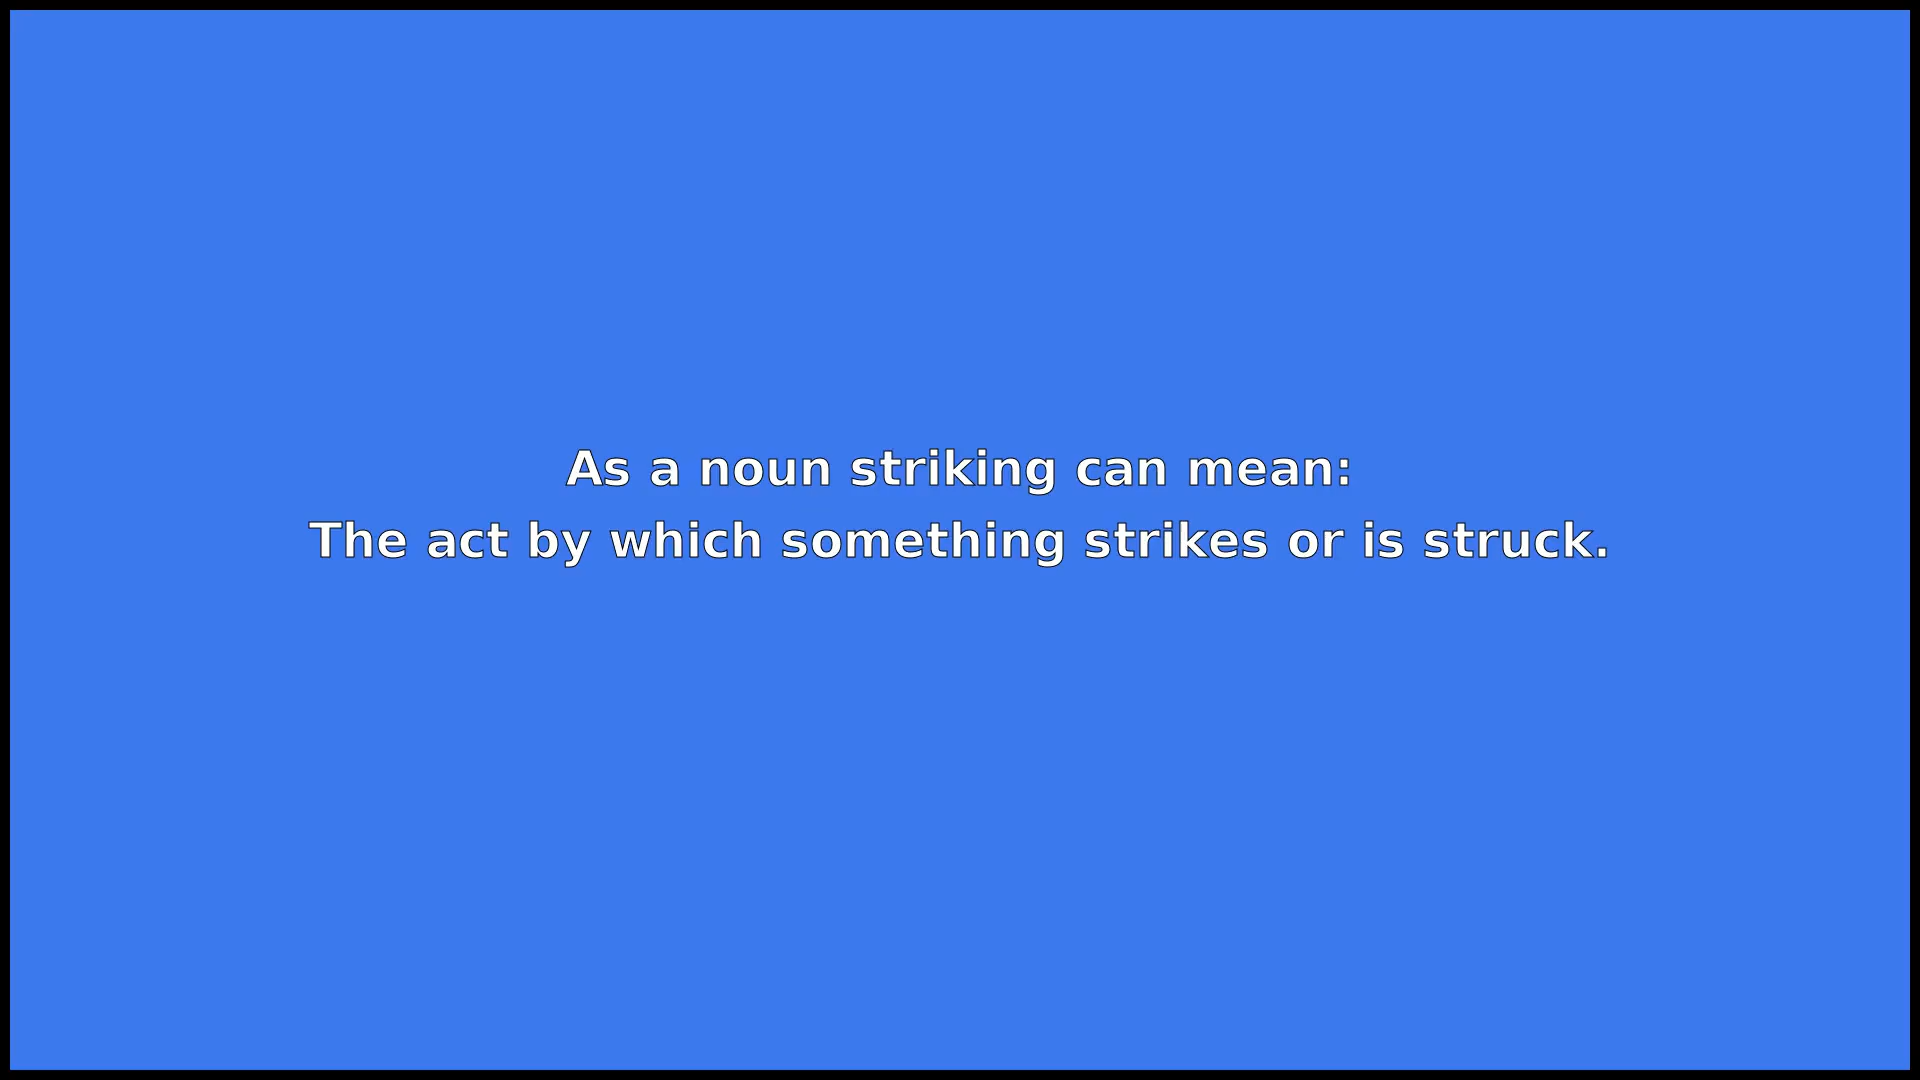 As a noun striking can mean:
The act by which something strikes or is struck.